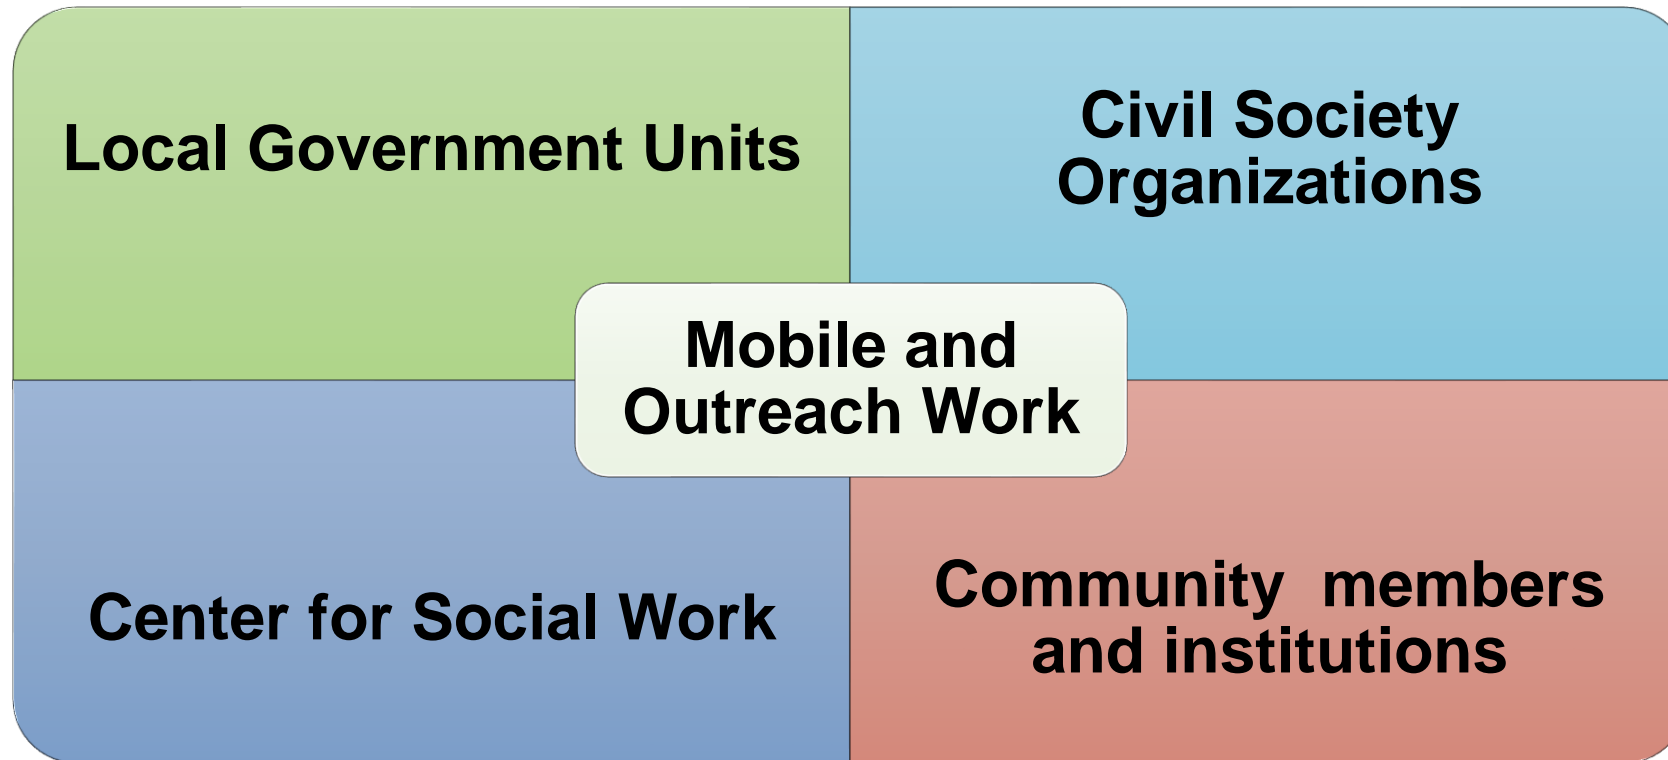 Local Government Units
Civil Society
Organizations
Mobile and
Outreach Work
Center for Social Work
Community  members
and institutions